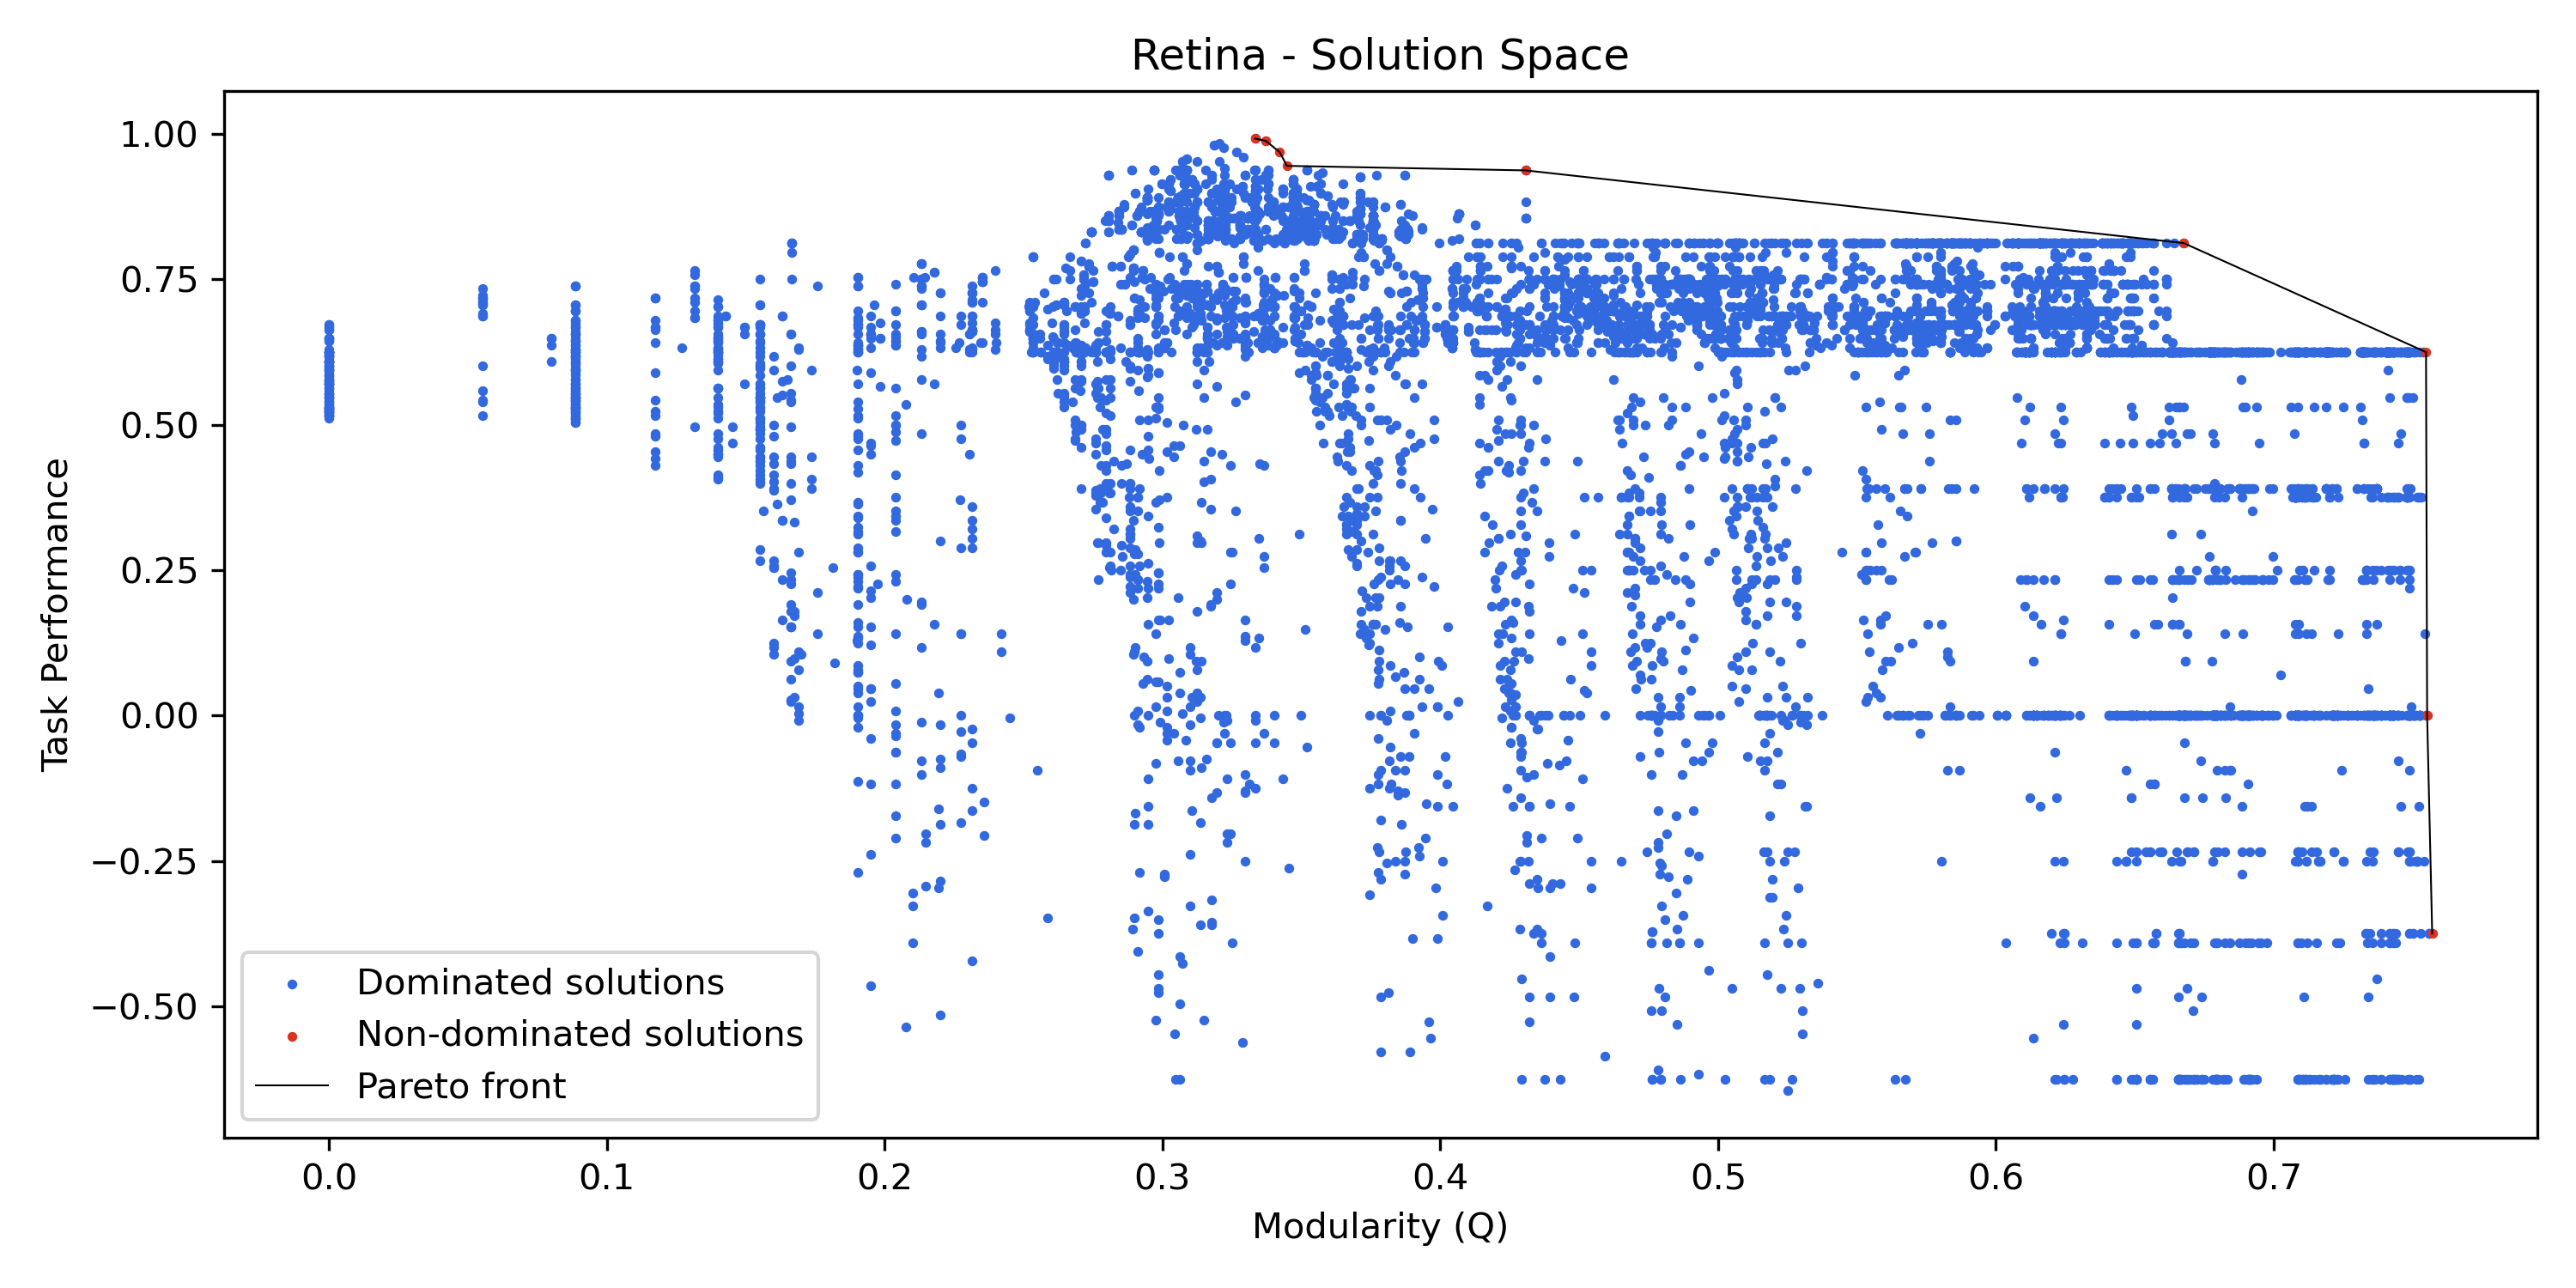 Retina - Solution Space
1.00
0.75
0.50
0.25
0.00
−0.25
−0.50
Task Performance
Dominated solutions
Non-dominated solutions
Pareto front
0.0 0.1 0.2 0.3 0.4 0.5 0.6 0.7
Modularity (Q)